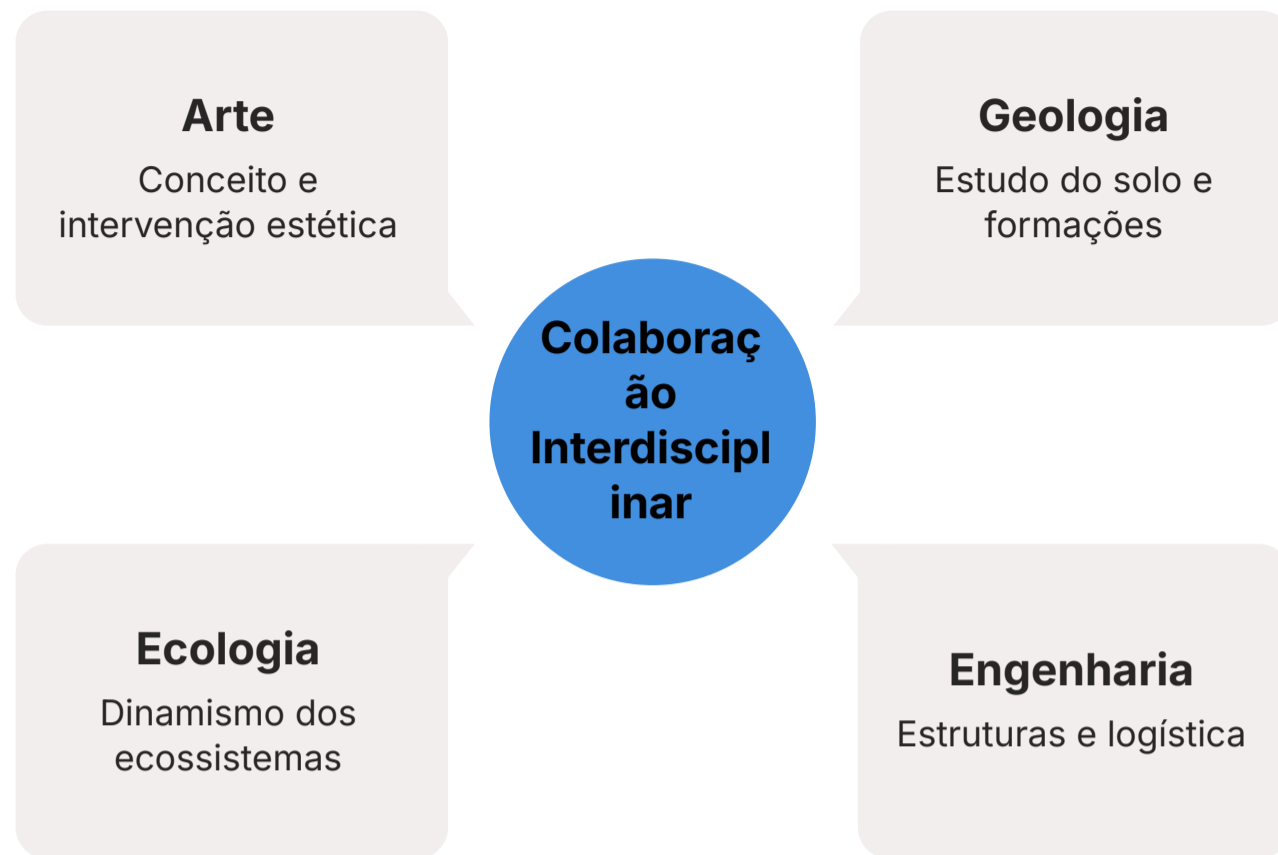 Arte
Conceito e
intervenção estética
Geologia
Estudo do solo e
formações
Colaboraç
ão
Interdiscipl
inar
Ecologia
Dinamismo dos
ecossistemas
Engenharia
Estruturas e logística